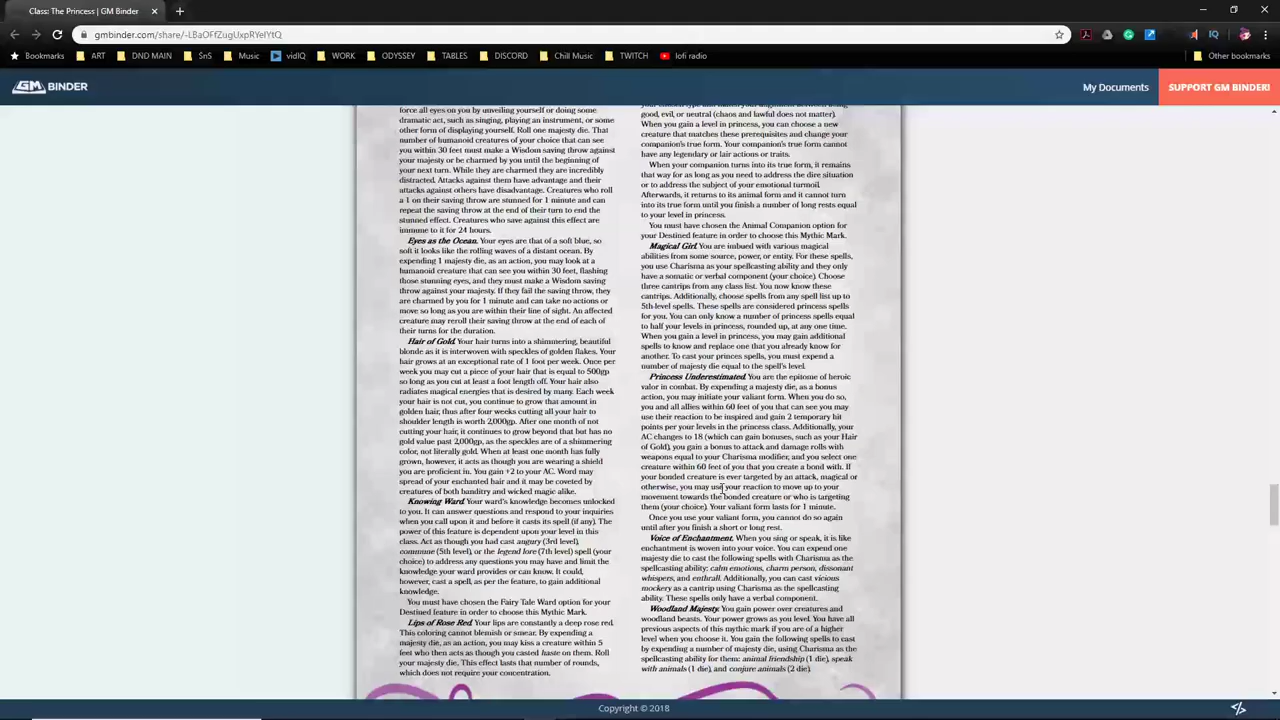 Class: The Princess | GM Binder
gmbinder.com/share/-LBaOFfZugUxpRYelYtQ
Bookmarks ART DND MAIN SnS Music vidIQ WORK ODYSSEY TABLES DISCORD Chill Music TWITCH lofi radio Other bookmarks
GM BINDER My Documents SUPPORT GM BINDER!
force all eyes on you by unveiling yourself or doing some
dramatic act, such as singing, playing an instrument, or some
other form of displaying yourself. Roll one majesty die. That
number of humanoid creatures of your choice that can see
you within 30 feet must make a Wisdom saving throw against
your majesty or be charmed by you until the beginning of
your next turn. While they are charmed they are incredibly
distracted. Attacks against them have advantage and their
attacks against others have disadvantage. Creatures who roll
a 1 on their saving throw are stunned for 1 minute and can
repeat the saving throw at the end of their turn to end the
stunned effect. Creatures who save against this effect are
immune to it for 24 hours.
Eyes as the Ocean. Your eyes are that of a soft blue, so
soft it looks like the rolling waves of a distant ocean. By
expending 1 majesty die, as an action, you may look at a
humanoid creature that can see you within 30 feet, flashing
those stunning eyes, and they must make a Wisdom saving
throw against your majesty. If they fail the saving throw, they
are charmed by you for 1 minute and can take no actions or
move so long as you are within their line of sight. An affected
creature may reroll their saving throw at the end of each of
their turns for the duration.
Hair of Gold. Your hair turns into a shimmering, beautiful
blonde as it is interwoven with speckles of golden flakes. Your
hair grows at an exceptional rate of 1 foot per week. Once per
week you may cut a piece of your hair that is equal to 500gp
so long as you cut at least a foot length off. Your hair also
radiates magical energies that is desired by many. Each week
your hair is not cut, you continue to grow that amount in
golden hair, thus after four weeks cutting all your hair to
shoulder length is worth 2,000gp. After one month of not
cutting your hair, it continues to grow beyond that but has no
gold value past 2,000gp, as the speckles are of a shimmering
color, not literally gold. When at least one month has fully
grown, however, it acts as though you are wearing a shield
you are proficient in. You gain +2 to your AC. Word may
spread of your enchanted hair and it may be coveted by
creatures of both banditry and wicked magic alike.
Knowing Ward. Your ward's knowledge becomes unlocked
to you. It can answer questions and respond to your inquiries
when you call upon it and before it casts its spell (if any). The
power of this feature is dependent upon your level in this
class. Act as though you had cast augury (3rd level),
commune (5th level), or the legend lore (7th level) spell (your
choice) to address any questions you may have and limit the
knowledge your ward provides or can know. It could,
however, cast a spell, as per the feature, to gain additional
knowledge.
You must have chosen the Fairy Tale Ward option for your
Destined feature in order to choose this Mythic Mark.
Lips of Rose Red. Your lips are constantly a deep rose red.
This coloring cannot blemish or smear. By expending a
majesty die, as an action, you may kiss a creature within 5
feet who then acts as though you casted haste on them. Roll
your majesty die. This effect lasts that number of rounds,
which does not require your concentration.
good, evil, or neutral (chaos and lawful does not matter).
When you gain a level in princess, you can choose a new
creature that matches these prerequisites and change your
companion's true form. Your companion's true form cannot
have any legendary or lair actions or traits.
When your companion turns into its true form, it remains
that way for as long as you need to address the dire situation
or to address the subject of your emotional turmoil.
Afterwards, it returns to its animal form and it cannot turn
into its true form until you finish a number of long rests equal
to your level in princess.
You must have chosen the Animal Companion option for
your Destined feature in order to choose this Mythic Mark.
Magical Girl. You are imbued with various magical
abilities from some source, power, or entity. For these spells,
you use Charisma as your spellcasting ability and they only
have a somatic or verbal component (your choice). Choose
three cantrips from any class list. You now know these
cantrips. Additionally, choose spells from any spell list up to
5th-level spells. These spells are considered princess spells
for you. You can only know a number of princess spells equal
to half your levels in princess, rounded up, at any one time.
When you gain a level in princess, you may gain additional
spells to know and replace one that you already know for
another. To cast your princes spells, you must expend a
number of majesty die equal to the spell's level.
Princess Underestimated. You are the epitome of heroic
valor in combat. By expending a majesty die, as a bonus
action, you may initiate your valiant form. When you do so,
you and all allies within 60 feet of you that can see you may
use their reaction to be inspired and gain 2 temporary hit
points per your levels in the princess class. Additionally, your
AC changes to 18 (which can gain bonuses, such as your Hair
of Gold), you gain a bonus to attack and damage rolls with
weapons equal to your Charisma modifier, and you select one
creature within 60 feet of you that you create a bond with. If
your bonded creature is ever targeted by an attack, magical or
otherwise, you may use your reaction to move up to your
movement towards the bonded creature or who is targeting
them (your choice). Your valiant form lasts for 1 minute.
Once you use your valiant form, you cannot do so again
until after you finish a short or long rest.
Voice of Enchantment. When you sing or speak, it is like
enchantment is woven into your voice. You can expend one
majesty die to cast the following spells with Charisma as the
spellcasting ability: calm emotions, charm person, dissonant
whispers, and enthrall. Additionally, you can cast vicious
mockery as a cantrip using Charisma as the spellcasting
ability. These spells only have a verbal component.
Woodland Majesty. You gain power over creatures and
woodland beasts. Your power grows as you level. You have all
previous aspects of this mythic mark if you are of a higher
level when you choose it. You gain the following spells to cast
by expending a number of majesty die, using Charisma as the
spellcasting ability for them: animal friendship (1 die), speak
with animals (1 die), and conjure animals (2 die).
Copyright © 2018